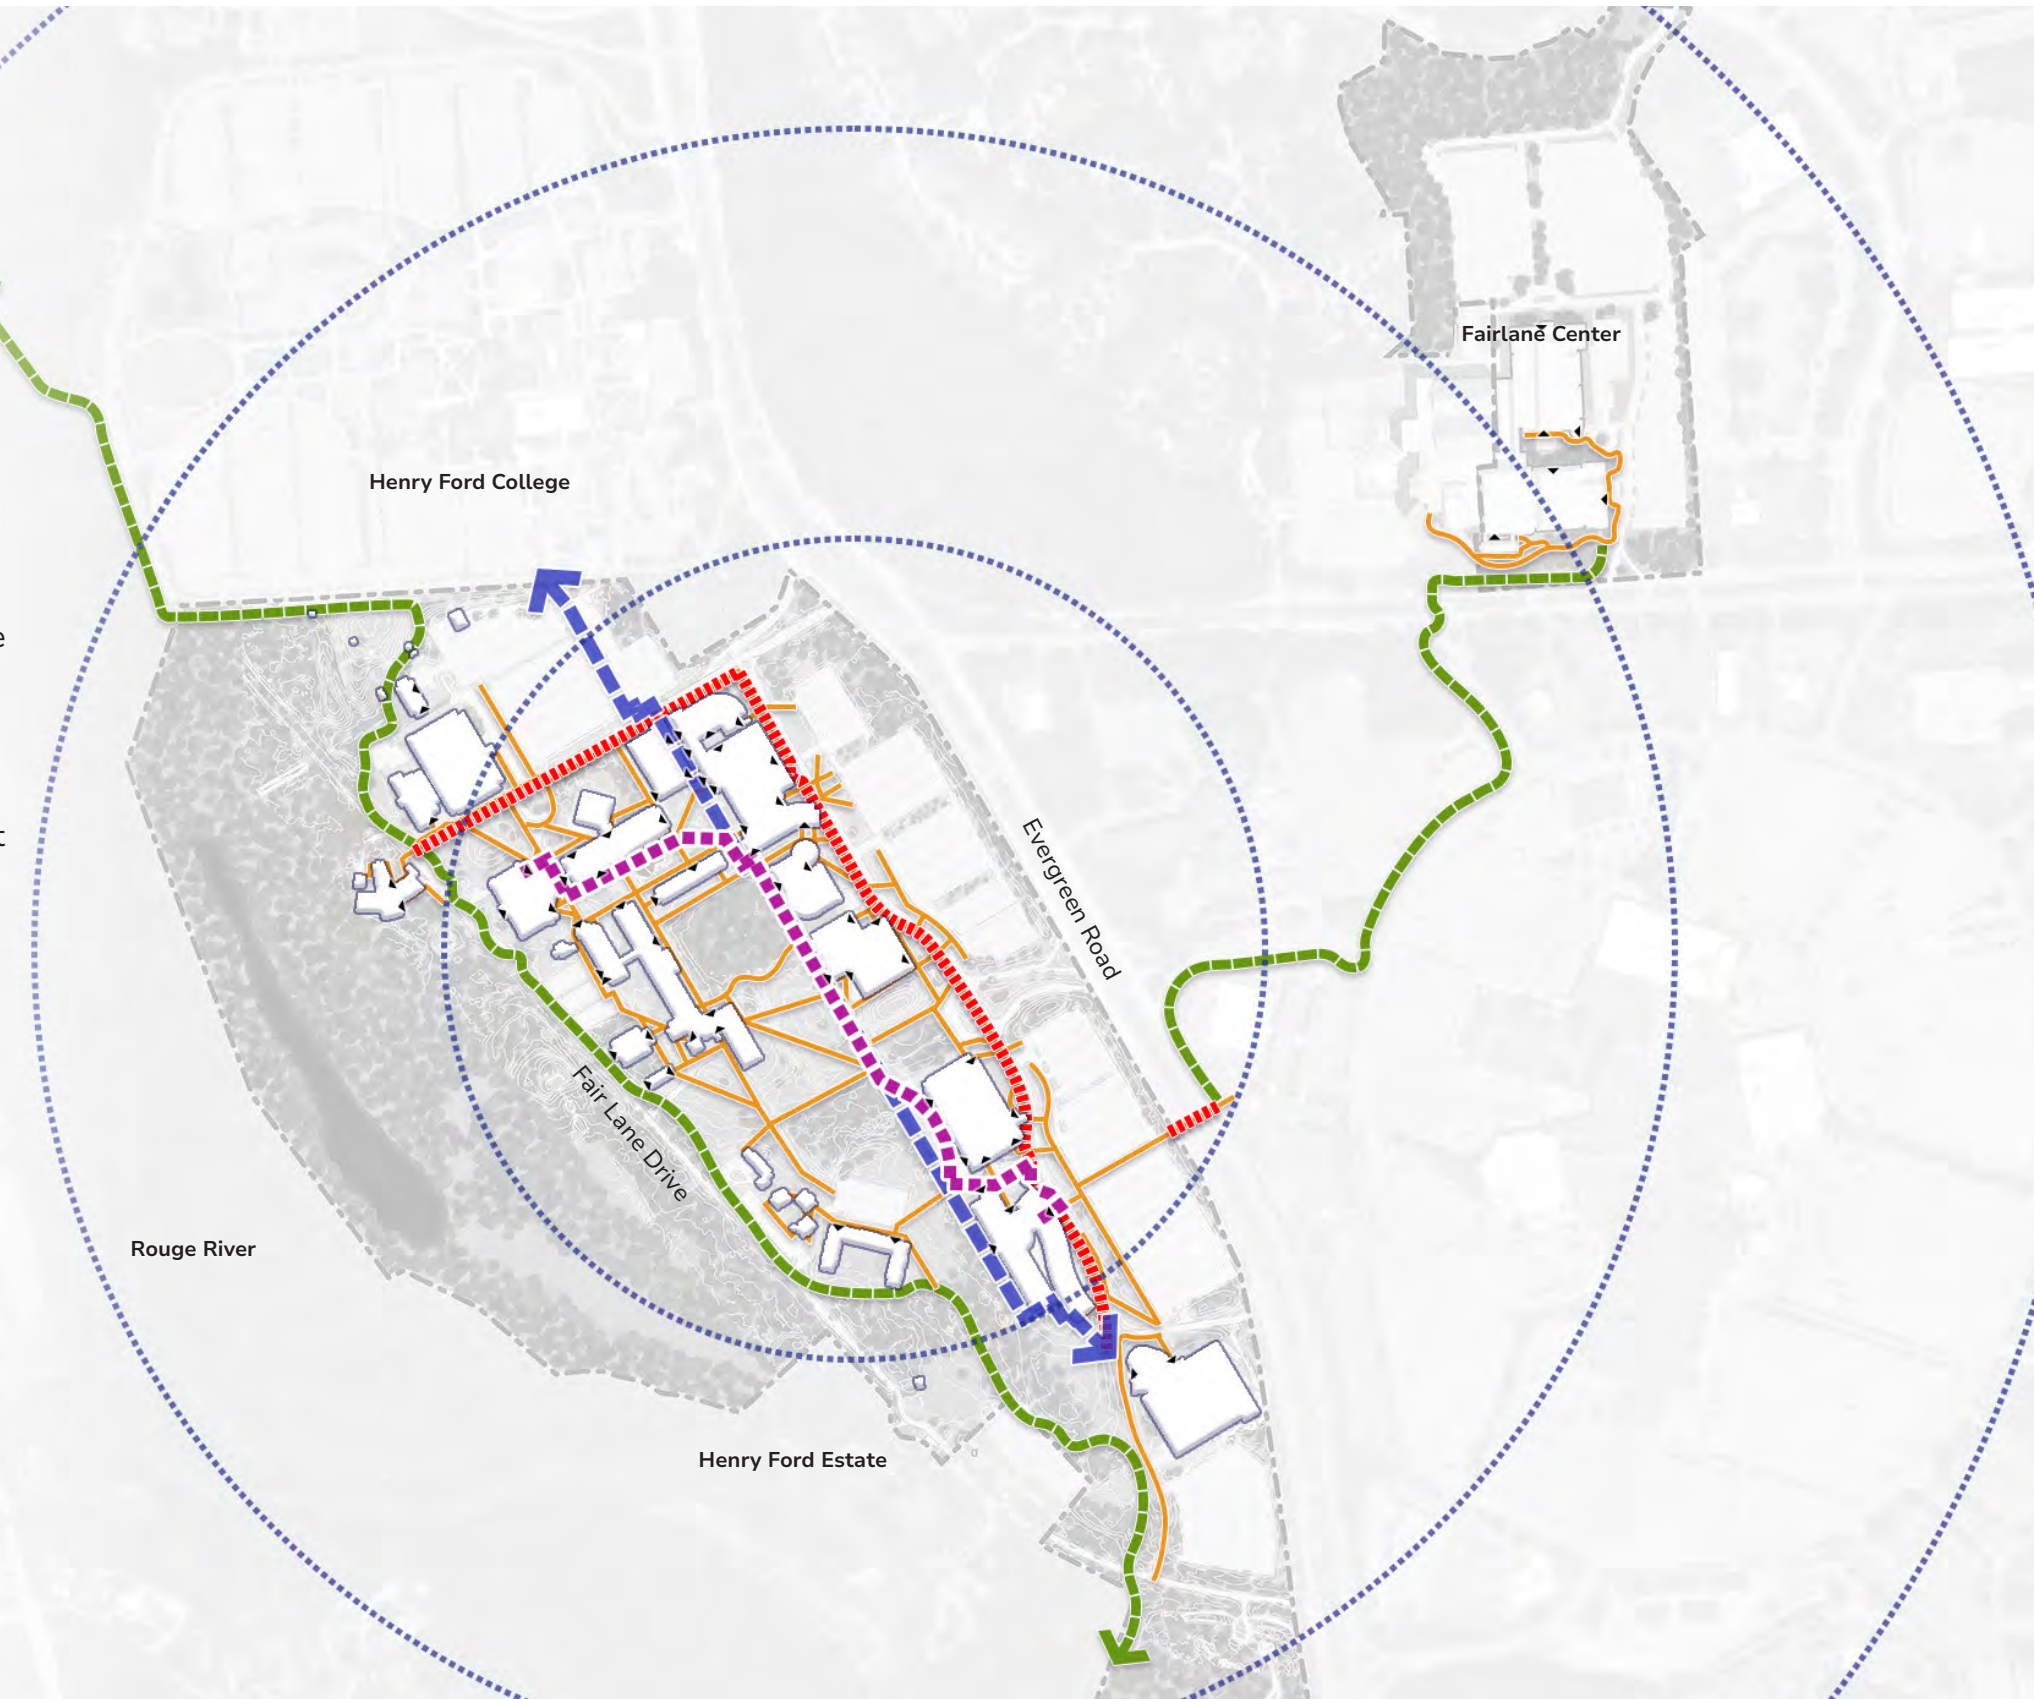 Fairlane Center
Henry Ford College
e
t
Evergreen Road
Fair Lane Drive
Rouge River
Henry Ford Estate